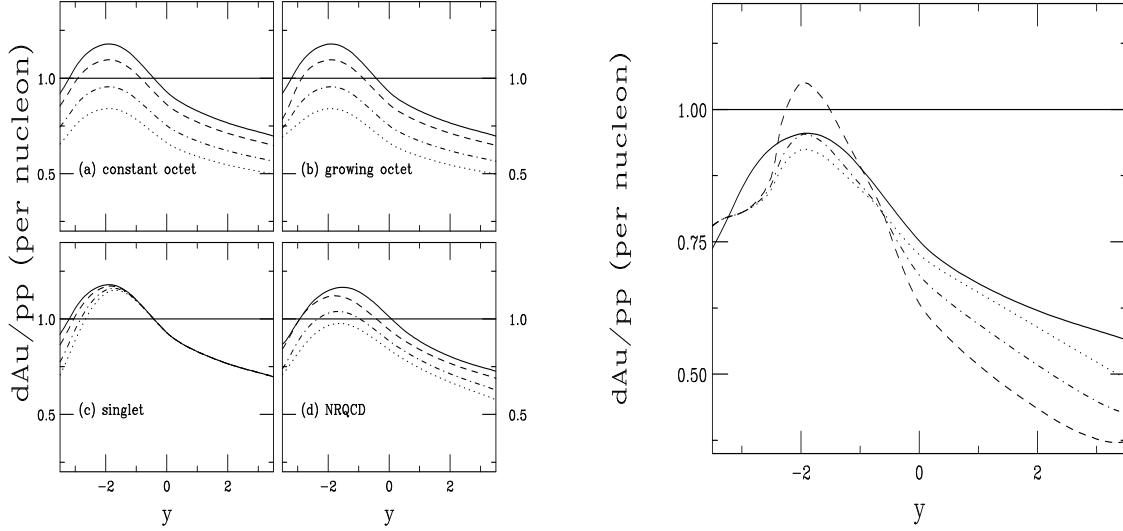 dAu/pp (per nucleon)
1.0
0.5
(a) constant octet
(b) growing octet
1.0
0.5
1.0
0.5
(c) singlet
(d) NRQCD
1.0
0.5
−2 0 2
−2 0 2
y
y
dAu/pp (per nucleon)
1.00
0.75
0.50
−2 0 2
y